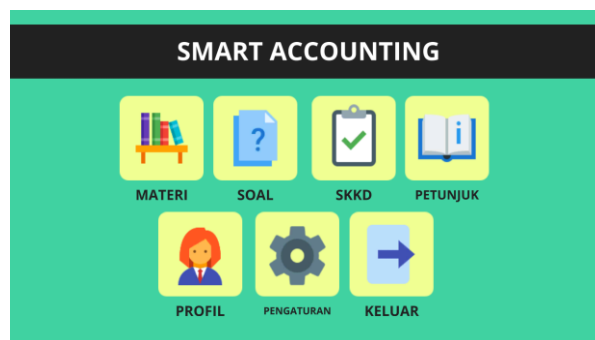 SMART ACCOUNTING
?
i
MATERI SOAL SKKD PETUNJUK
PROFIL PENGATURAN KELUAR